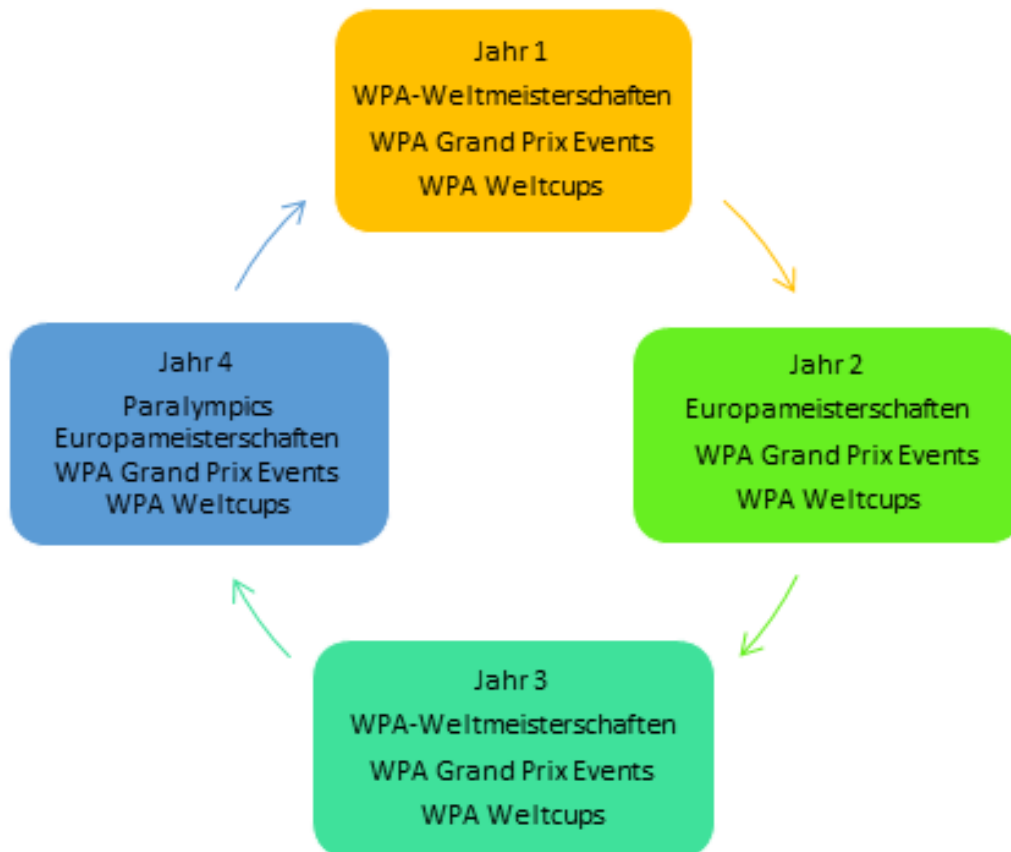 Jahr 1
WPA-Weltmeisterschaften
WPA Grand Prix Events
WPA Weltcups
Jahr 2
Europameisterschaften
WPA Grand Prix Events
WPA Weltcups
Jahr 3
WPA-Weltmeisterschaften
WPA Grand Prix Events
WPA Weltcups
Jahr 4
Paralympics
Europameisterschaften
WPA Grand Prix Events
WPA Weltcups